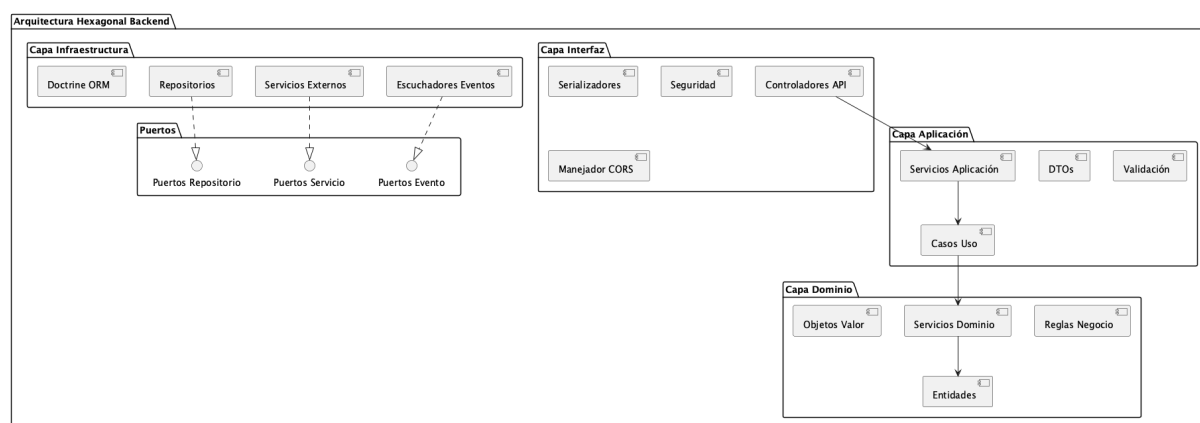 Arquitectura Hexagonal Backend
Capa Infraestructura
Doctrine ORM
Repositorios
Servicios Externos
Escuchadores Eventos
Puertos
Puertos Repositorio
Puertos Servicio
Puertos Evento
Capa Interfaz
Serializadores
Seguridad
Controladores API
Manejador CORS
Capa Aplicación
Servicios Aplicación
DTOs
Validación
Casos Uso
Capa Dominio
Objetos Valor
Servicios Dominio
Reglas Negocio
Entidades